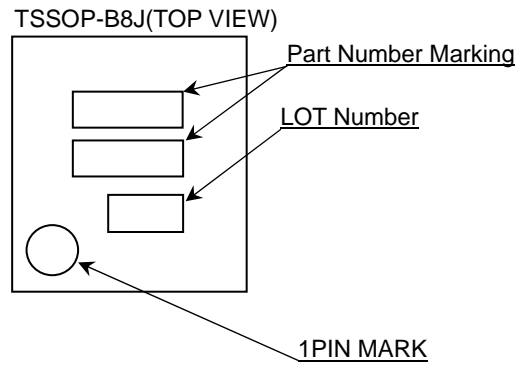 TSSOP-B8J(TOP VIEW)
Part Number Marking
LOT Number
1PIN MARK